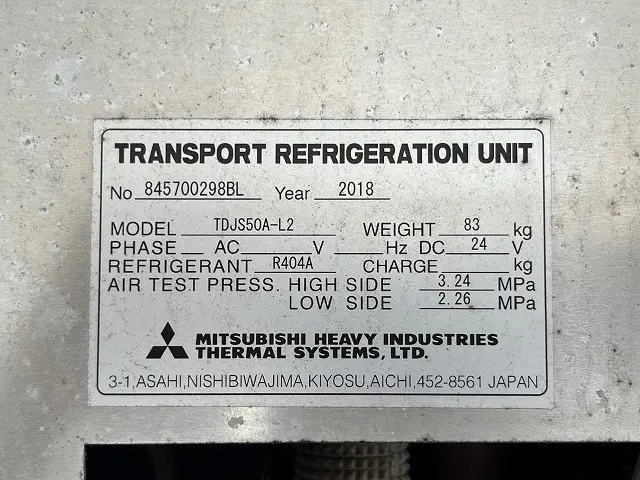 TRANSPORT REFRIGERATION UNIT
No 845700298BL Year 2018
MODEL TDJS50A-L2 WEIGHT 83 kg
PHASE AC V Hz DC 24 V
REFRIGERANT R404A CHARGE kg
AIR TEST PRESS. HIGH SIDE 3.24 MPa
LOW SIDE 2.26 MPa
MITSUBISHI HEAVY INDUSTRIES
THERMAL SYSTEMS, LTD.
3-1,ASAHI,NISHIBIWAJIMA,KIYOSU,AICHI,452-8561 JAPAN